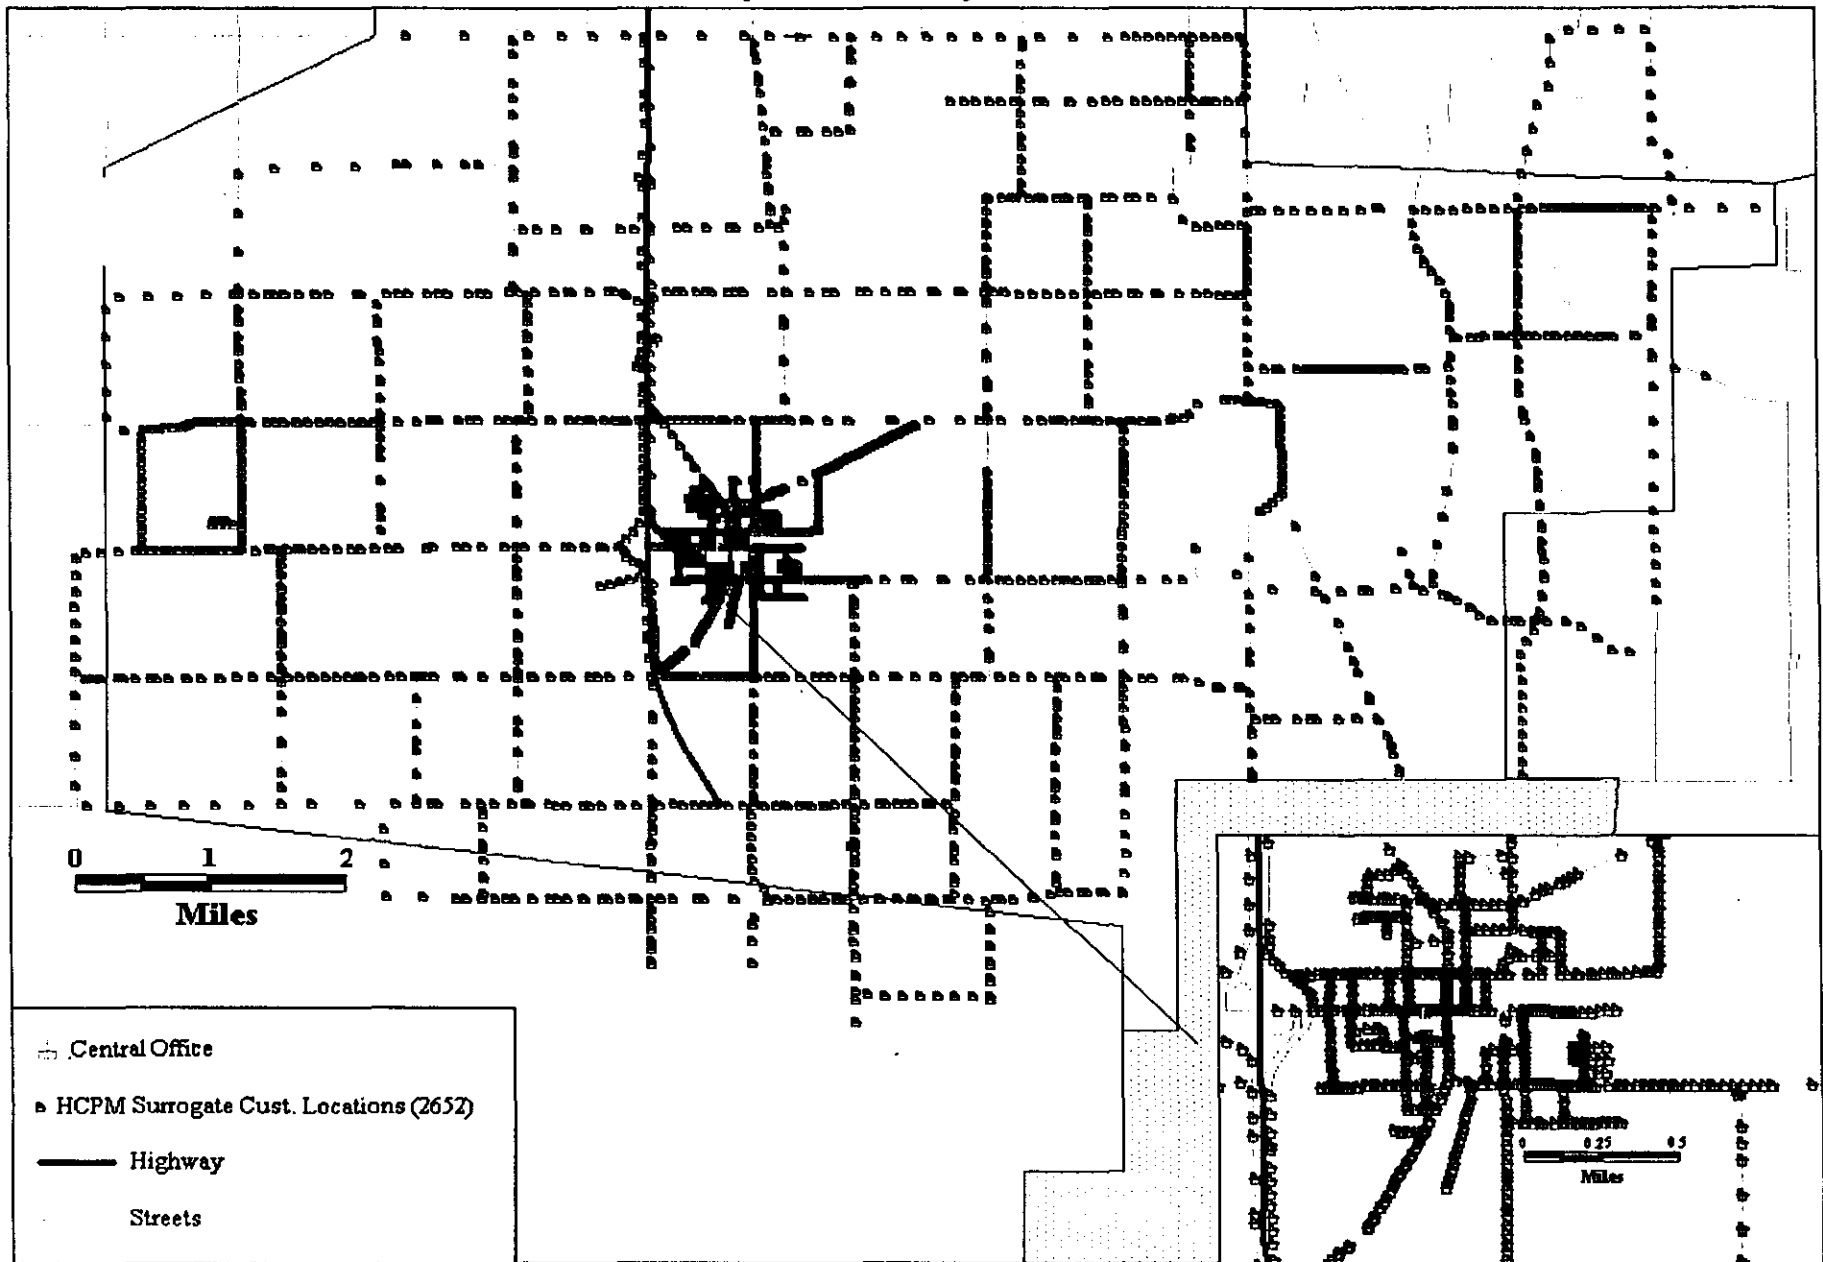 0 1 2
Miles
Central Office
HCPM Surrogate Cust. Locations (2652)
Highway
Streets
0 0.25 0.5
Miles